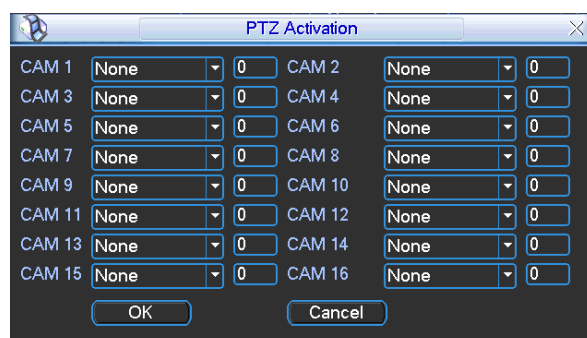 PTZ Activation
CAM 1 None 0 CAM 2 None 0
CAM 3 None 0 CAM 4 None 0
CAM 5 None 0 CAM 6 None 0
CAM 7 None 0 CAM 8 None 0
CAM 9 None 0 CAM 10 None 0
CAM 11 None 0 CAM 12 None 0
CAM 13 None 0 CAM 14 None 0
CAM 15 None 0 CAM 16 None 0
OK Cancel